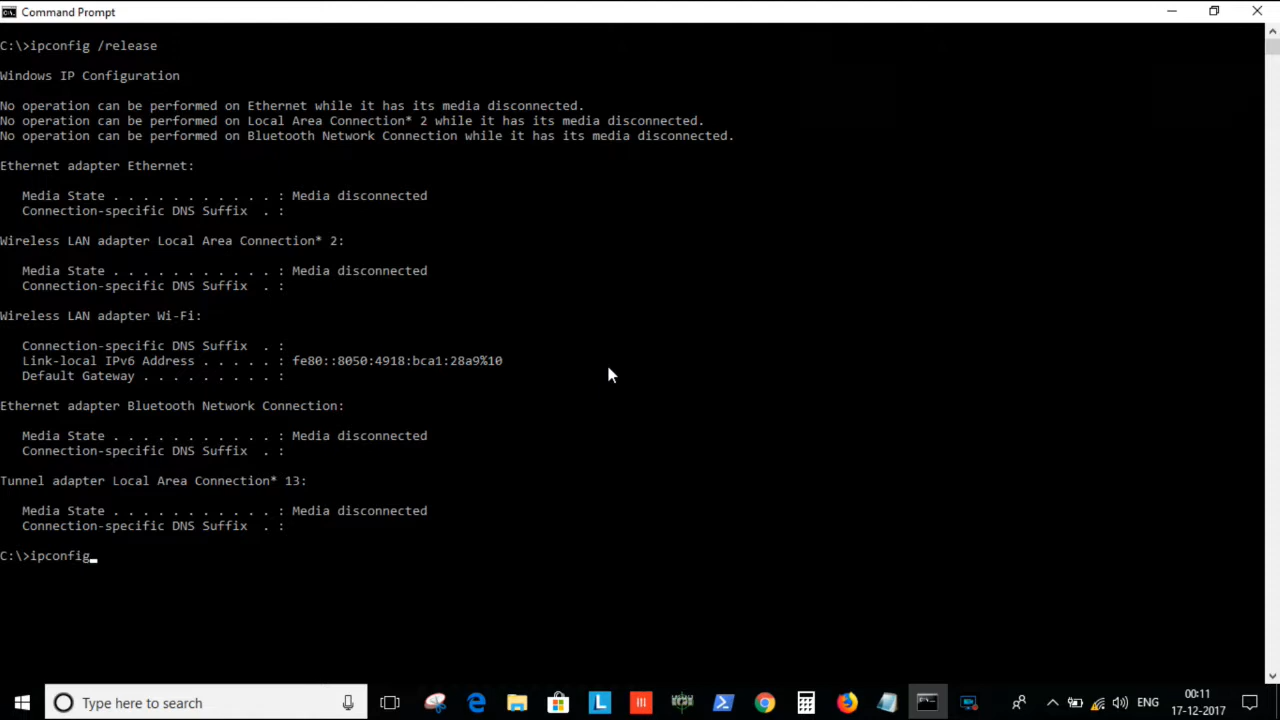 Command Prompt
C:\>ipconfig /release
Windows IP Configuration
No operation can be performed on Ethernet while it has its media disconnected.
No operation can be performed on Local Area Connection* 2 while it has its media disconnected.
No operation can be performed on Bluetooth Network Connection while it has its media disconnected.
Ethernet adapter Ethernet:
Media State . . . . . . . . . . . : Media disconnected
Connection-specific DNS Suffix  . :
Wireless LAN adapter Local Area Connection* 2:
Media State . . . . . . . . . . . : Media disconnected
Connection-specific DNS Suffix  . :
Wireless LAN adapter Wi-Fi:
Connection-specific DNS Suffix  . :
Link-local IPv6 Address . . . . . : fe80::8050:4918:bca1:28a9%10
Default Gateway . . . . . . . . . :
Ethernet adapter Bluetooth Network Connection:
Media State . . . . . . . . . . . : Media disconnected
Connection-specific DNS Suffix  . :
Tunnel adapter Local Area Connection* 13:
Media State . . . . . . . . . . . : Media disconnected
Connection-specific DNS Suffix  . :
C:\>ipconfig_
Type here to search
L
ENG
00:11
17-12-2017